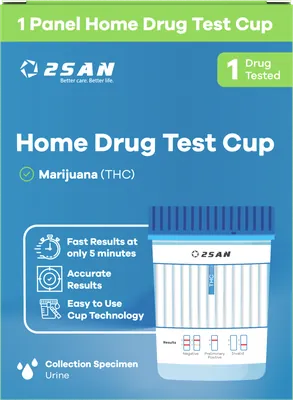 1 Panel Home Drug Test Cup
2SAN
Better care. Better life.
1 Drug
Tested
Home Drug Test Cup
Marijuana (THC)
Fast Results at
only 5 minutes
Accurate
Results
Easy to Use
Cup Technology
2SAN
THC
Results
Negative
Preliminary
Positive
Invalid
Collection Specimen
Urine